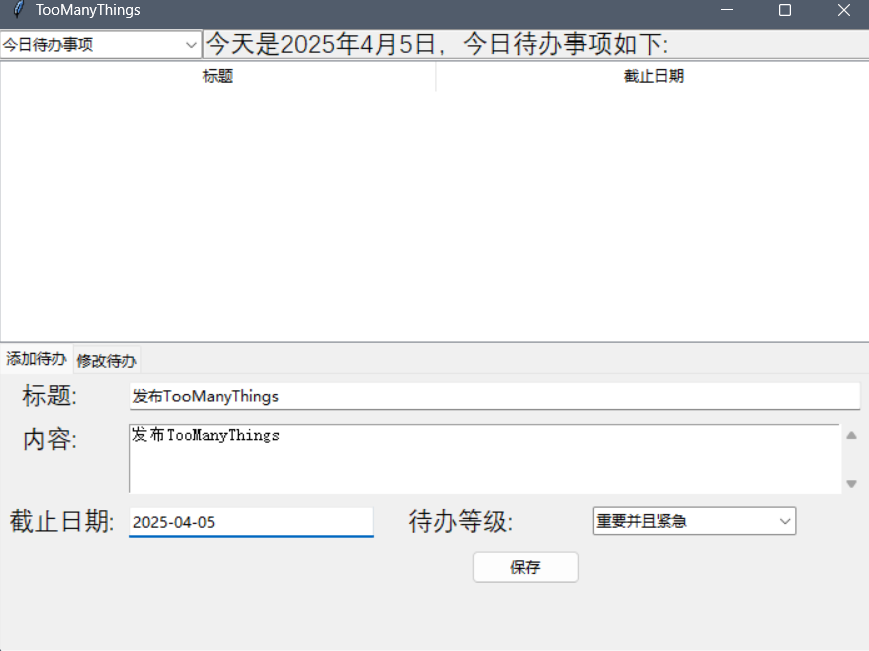 TooManyThings
今日待办事项 今天是2025年4月5日，今日待办事项如下:
标题 截止日期
添加待办 修改待办
标题: 发布TooManyThings
内容: 发布TooManyThings
截止日期: 2025-04-05 待办等级: 重要并且紧急
保存